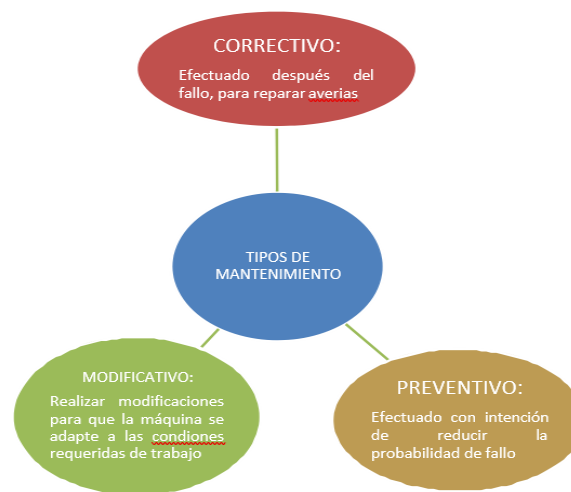 CORRECTIVO:
Efectuado después del
fallo, para reparar averias
TIPOS DE
MANTENIMIENTO
MODIFICATIVO:
Realizar modificaciones
para que la máquina se
adapte a las condiones
requeridas de trabajo
PREVENTIVO:
Efectuado con intención
de reducir la
probabilidad de fallo